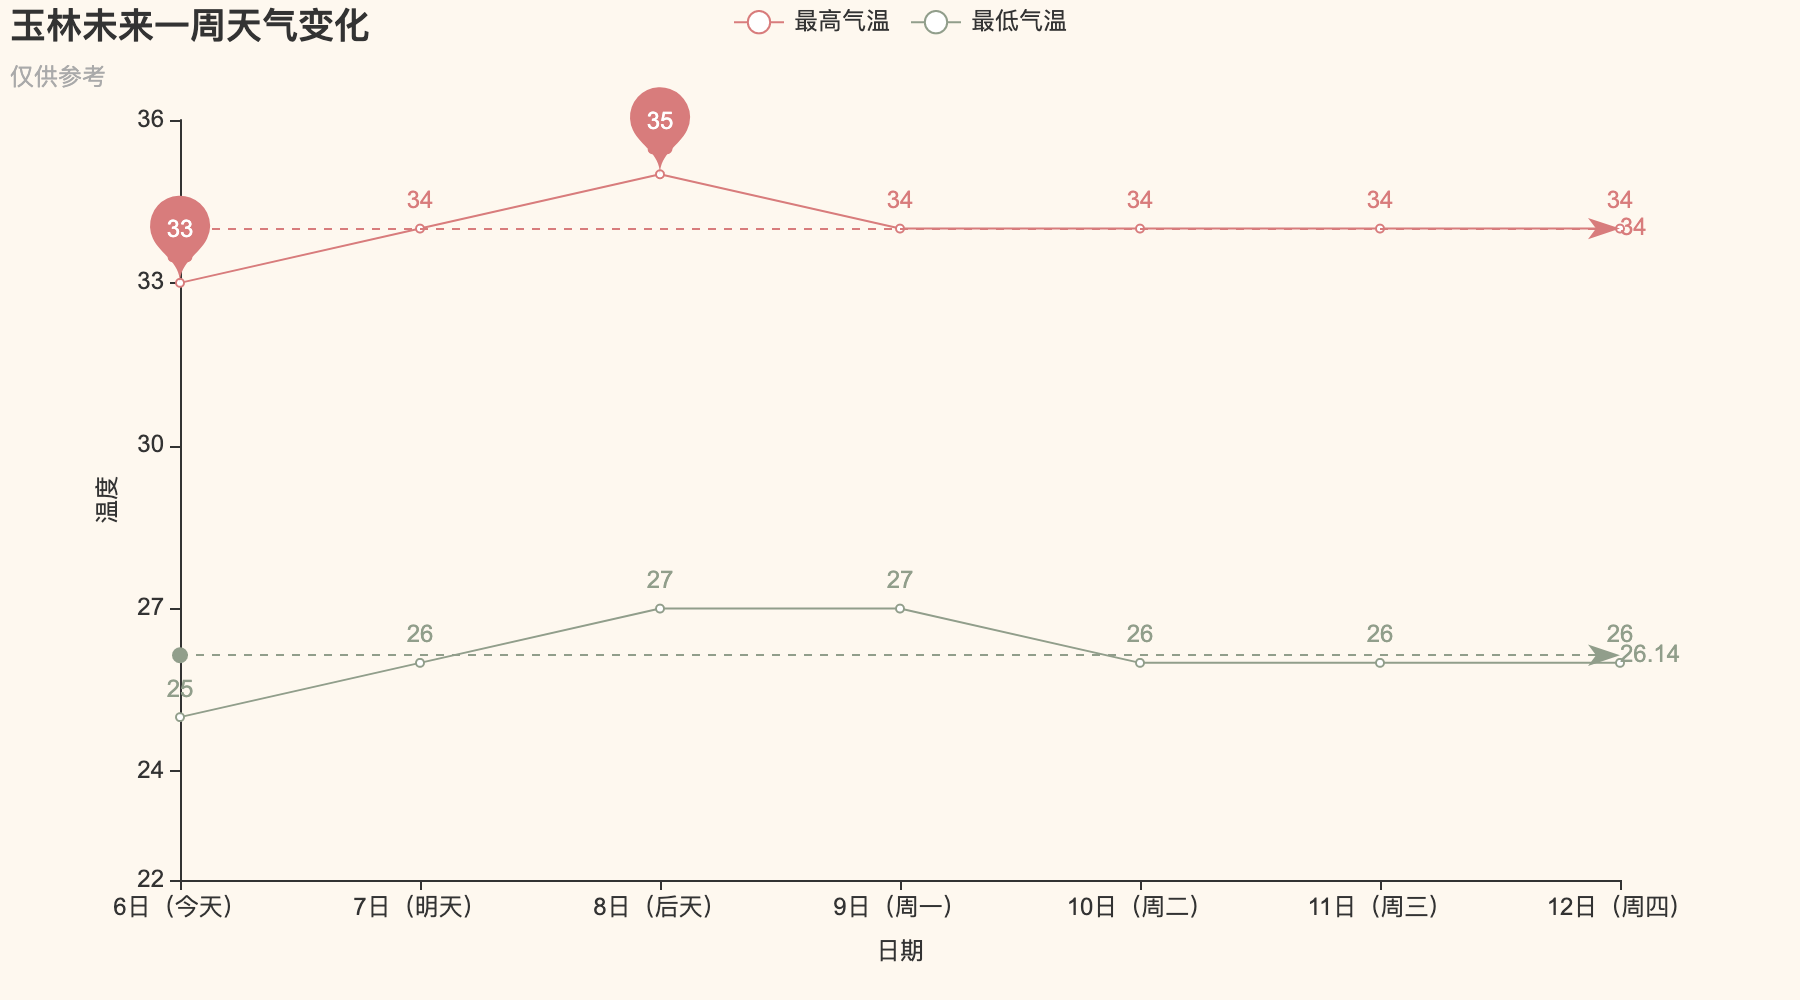 玉林未来一周天气变化
仅供参考
最高气温
最低气温
36
33
30
27
24
22
温度
33
34
35
34
34
34
34
34
25
26
27
27
26
26
26
26.14
6日（今天）
7日（明天）
8日（后天）
9日（周一）
10日（周二）
11日（周三）
12日（周四）
日期